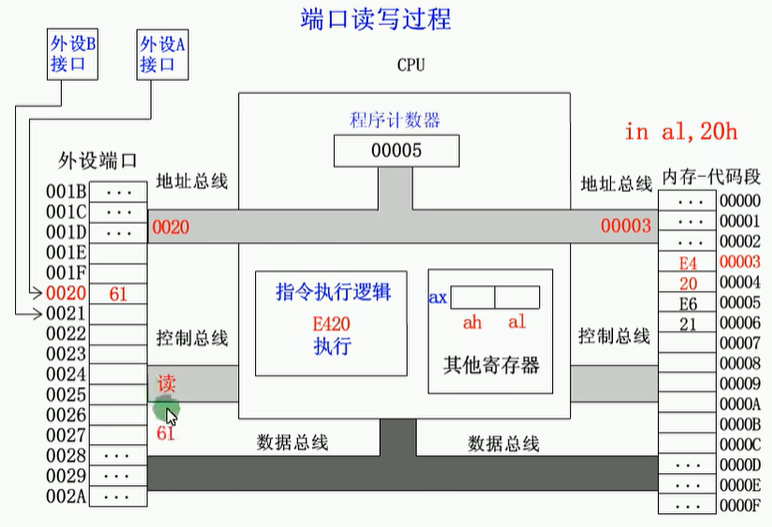 端口读写过程
外设B
接口
外设A
接口
CPU
程序计数器
00005
in al,20h
外设端口
地址总线
地址总线
内存-代码段
001B ...
001C ...
001D ...
001E
001F
0020 61
0021
0022
0023
0024
0025
0026
0027
0028 ...
0029 ...
002A ...
0020
00003
指令执行逻辑
E420
执行
ax
ah al
其他寄存器
控制总线
控制总线
读
61
数据总线
数据总线
... 00000
... 00001
... 00002
E4 00003
20 00004
E6 00005
21 00006
00007
00008
00009
0000A
0000B
0000C
... 0000D
... 0000E
... 0000F